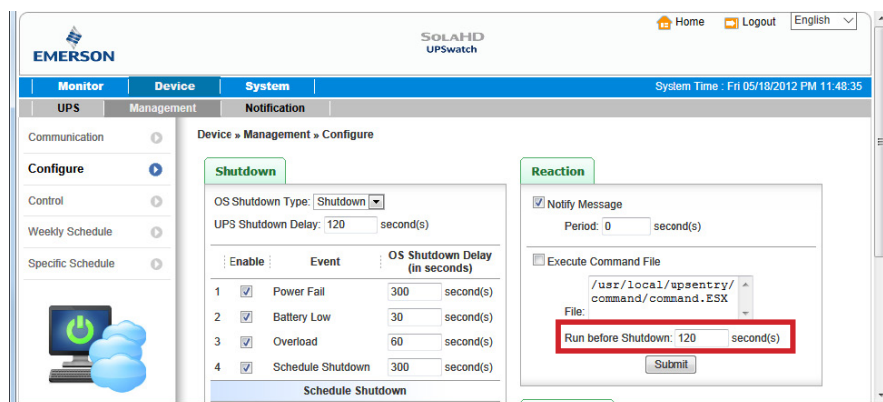 Home Logout English
EMERSON
SOLAHD
UPSwatch
Monitor Device System System Time : Fri 05/18/2012 PM 11:48:35
UPS Management Notification
Communication
Configure
Control
Weekly Schedule
Specific Schedule
Device » Management » Configure
Shutdown
OS Shutdown Type: Shutdown
UPS Shutdown Delay: 120 second(s)
Enable Event OS Shutdown Delay
(in seconds)
1 Power Fail 300 second(s)
2 Battery Low 30 second(s)
3 Overload 60 second(s)
4 Schedule Shutdown 300 second(s)
Schedule Shutdown
Reaction
Notify Message
Period: 0 second(s)
Execute Command File
/usr/local/upsentry/
command/command.ESX
File:
Run before Shutdown: 120 second(s)
Submit